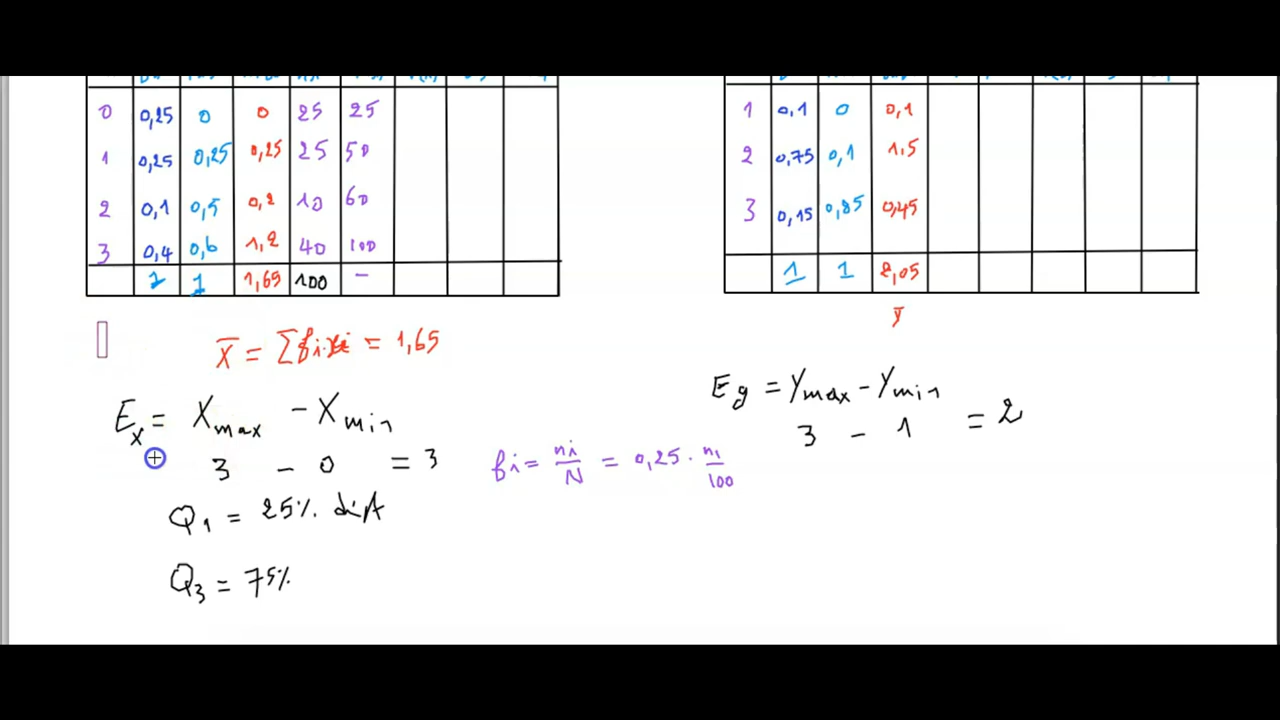 0 0,25 0 0 25 25
1 0,25 0,25 0,25 25 50
2 0,1 0,5 0,2 10 60
3 0,4 0,6 1,2 40 100
1 1 1,65 100 -
1 0,1 0 0,1
2 0,75 0,1 1.5
3 0,15 0,85 0,45
1 1 2,05
ȳ
X̄ = ∑fixi = 1,65
Ex = Xmax - Xmin
3 - 0 = 3
Q1 = 25%
Q3 = 75%
fi = ni/N = 0,25 · n1/100
Eg = Ymax - Ymin
3 - 1 = 2